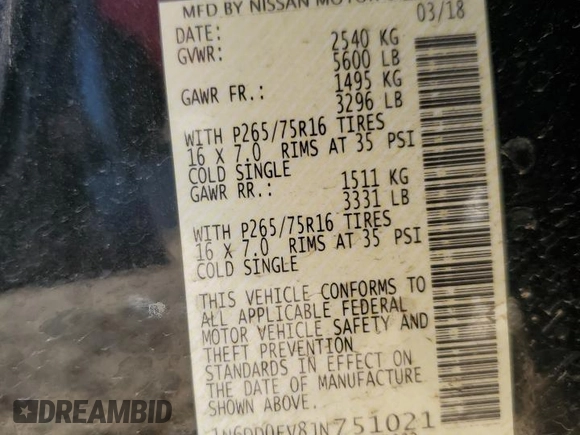 MFD BY NISSAN MOTOR
03/18
DATE:
GVWR: 2540 KG
5600 LB
GAWR FR.: 1495 KG
3296 LB
WITH P265/75R16 TIRES
16 X 7.0 RIMS AT 35 PSI
COLD SINGLE
GAWR RR.: 1511 KG
3331 LB
WITH P265/75R16 TIRES
16 X 7.0 RIMS AT 35 PSI
COLD SINGLE
THIS VEHICLE CONFORMS TO
ALL APPLICABLE FEDERAL
MOTOR VEHICLE SAFETY AND
THEFT PREVENTION
STANDARDS IN EFFECT ON
THE DATE OF MANUFACTURE
SHOWN ABOVE.
1N6DD0EV8JN751021
DREAMBID